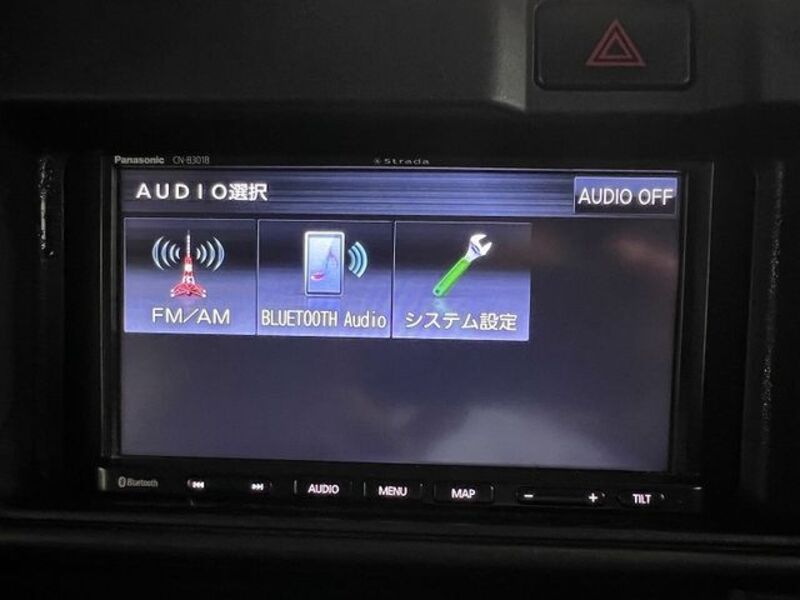 Panasonic CN-B301B Strada
AUDIO選択 AUDIO OFF
FM/AM BLUETOOTH Audio システム設定
Bluetooth AUDIO MENU MAP − + TILT